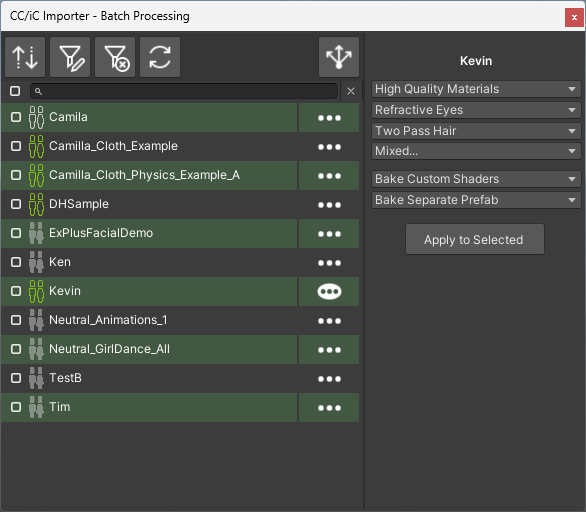 CC/iC Importer - Batch Processing
Kevin
High Quality Materials
Refractive Eyes
Two Pass Hair
Mixed...
Bake Custom Shaders
Bake Separate Prefab
Apply to Selected
Camila
Camilla_Cloth_Example
Camilla_Cloth_Physics_Example_A
DHSample
ExPlusFacialDemo
Ken
Kevin
Neutral_Animations_1
Neutral_GirlDance_All
TestB
Tim